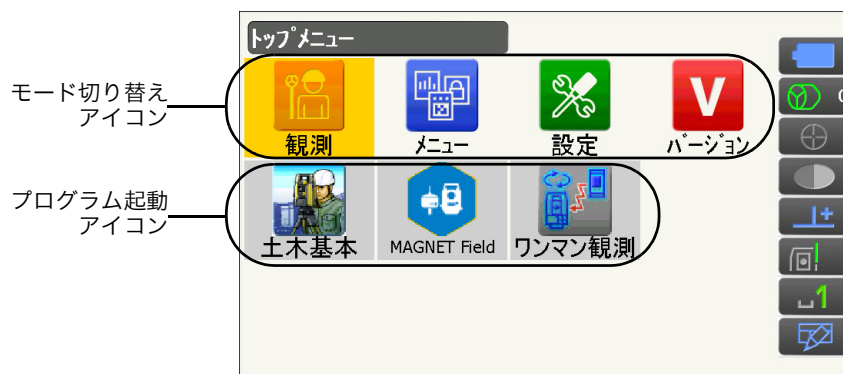 トップメニュー
モード切り替え
アイコン
観測
メニュー
設定
V
バージョン
プログラム起動
アイコン
土木基本
MAGNET Field
ワンマン観測
1